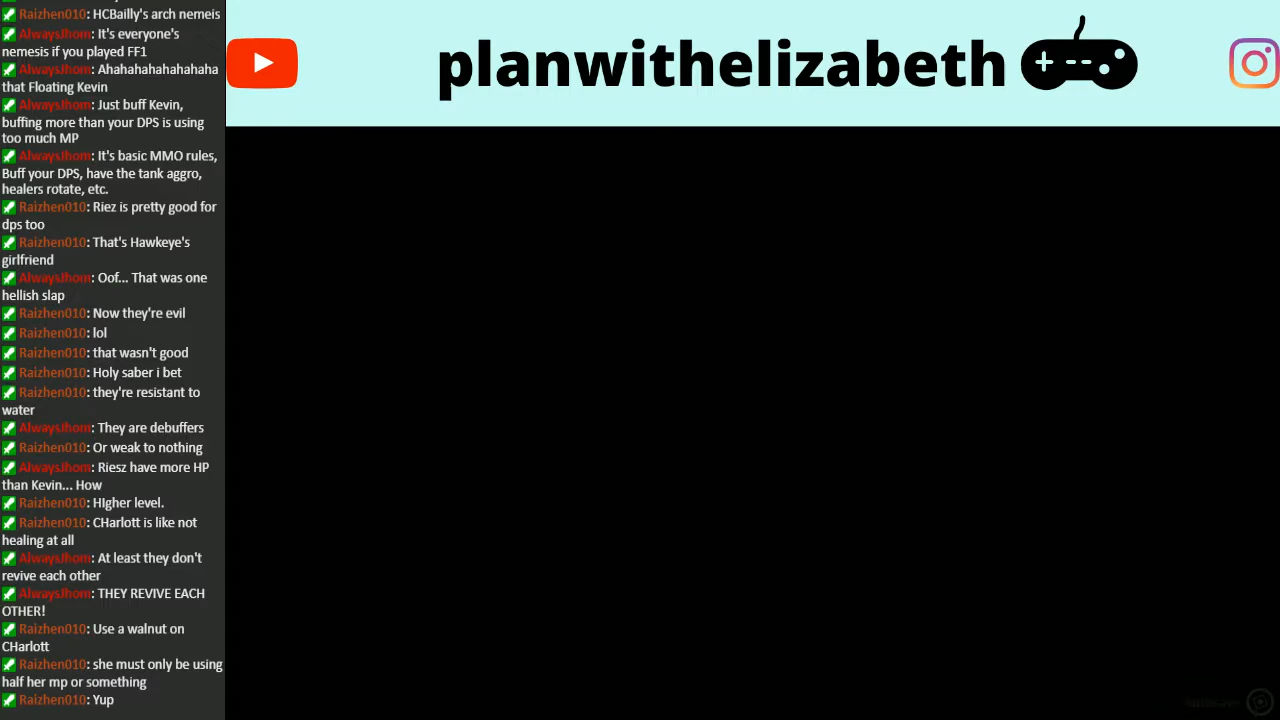 Raizhen010: HCBailly's arch nemeis
AlwaysJhom: It's everyone's
nemesis if you played FF1
AlwaysJhom: Ahahahahahahahaha
that Floating Kevin
AlwaysJhom: Just buff Kevin,
buffing more than your DPS is using
too much MP
AlwaysJhom: It's basic MMO rules,
Buff your DPS, have the tank aggro,
healers rotate, etc.
Raizhen010: Riez is pretty good for
dps too
Raizhen010: That's Hawkeye's
girlfriend
AlwaysJhom: Oof... That was one
hellish slap
Raizhen010: Now they're evil
Raizhen010: lol
Raizhen010: that wasn't good
Raizhen010: Holy saber i bet
Raizhen010: they're resistant to
water
AlwaysJhom: They are debuffers
Raizhen010: Or weak to nothing
AlwaysJhom: Riesz have more HP
than Kevin... How
Raizhen010: HIgher level.
Raizhen010: CHarlott is like not
healing at all
AlwaysJhom: At least they don't
revive each other
AlwaysJhom: THEY REVIVE EACH
OTHER!
Raizhen010: Use a walnut on
CHarlott
Raizhen010: she must only be using
half her mp or something
Raizhen010: Yup
planwithelizabeth